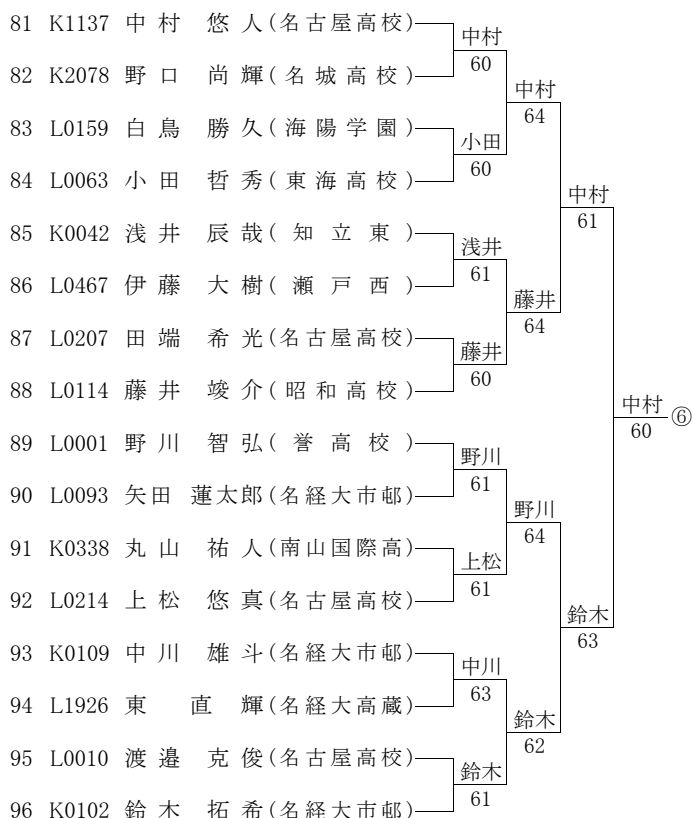 81 K1137 中村 悠人(名古屋高校)
中村
82 K2078 野口 尚輝(名城高校)
60
中村
83 L0159 白鳥 勝久(海陽学園)
64
小田
84 L0063 小田 哲秀(東海高校)
60
中村
85 K0042 浅井 辰哉(知立東)
61
浅井
86 L0467 伊藤 大樹(瀬戸西)
61
藤井
87 L0207 田端 希光(名古屋高校)
64
藤井
88 L0114 藤井 竣介(昭和高校)
60
中村
⑥
60
89 L0001 野川 智弘(誉高校)
野川
90 L0093 矢田 蓮太郎(名経大市邨)
61
野川
91 K0338 丸山 祐人(南山国際高)
64
上松
92 L0214 上松 悠真(名古屋高校)
61
鈴木
93 K0109 中川 雄斗(名経大市邨)
63
中川
94 L1926 東 直輝(名経大高蔵)
63
鈴木
95 L0010 渡邉 克俊(名古屋高校)
62
鈴木
96 K0102 鈴木 拓希(名経大市邨)
61